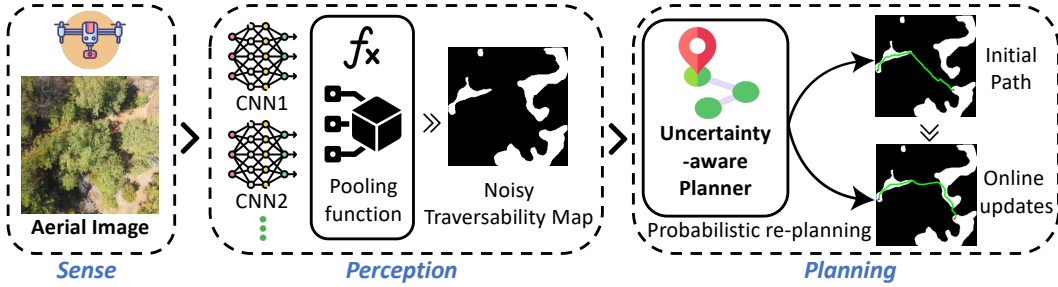 Aerial Image
Sense
CNN1
CNN2
fx
Pooling
function
Noisy
Traversability Map
Perception
Uncertainty
-aware
Planner
Probabilistic re-planning
Initial
Path
Online
updates
Planning